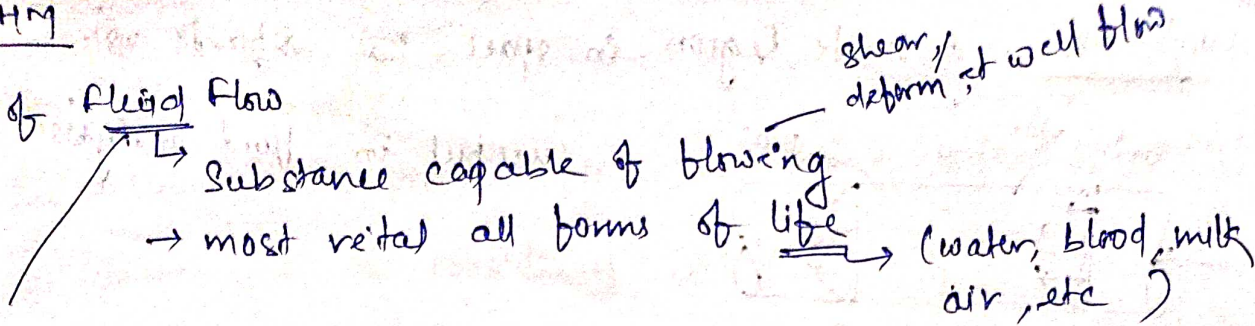 HM
shear,/
deform, it will flow
of fluid flow
Substance capable of flowing.
→ most vital all forms of life → (water, blood, milk
air, etc)